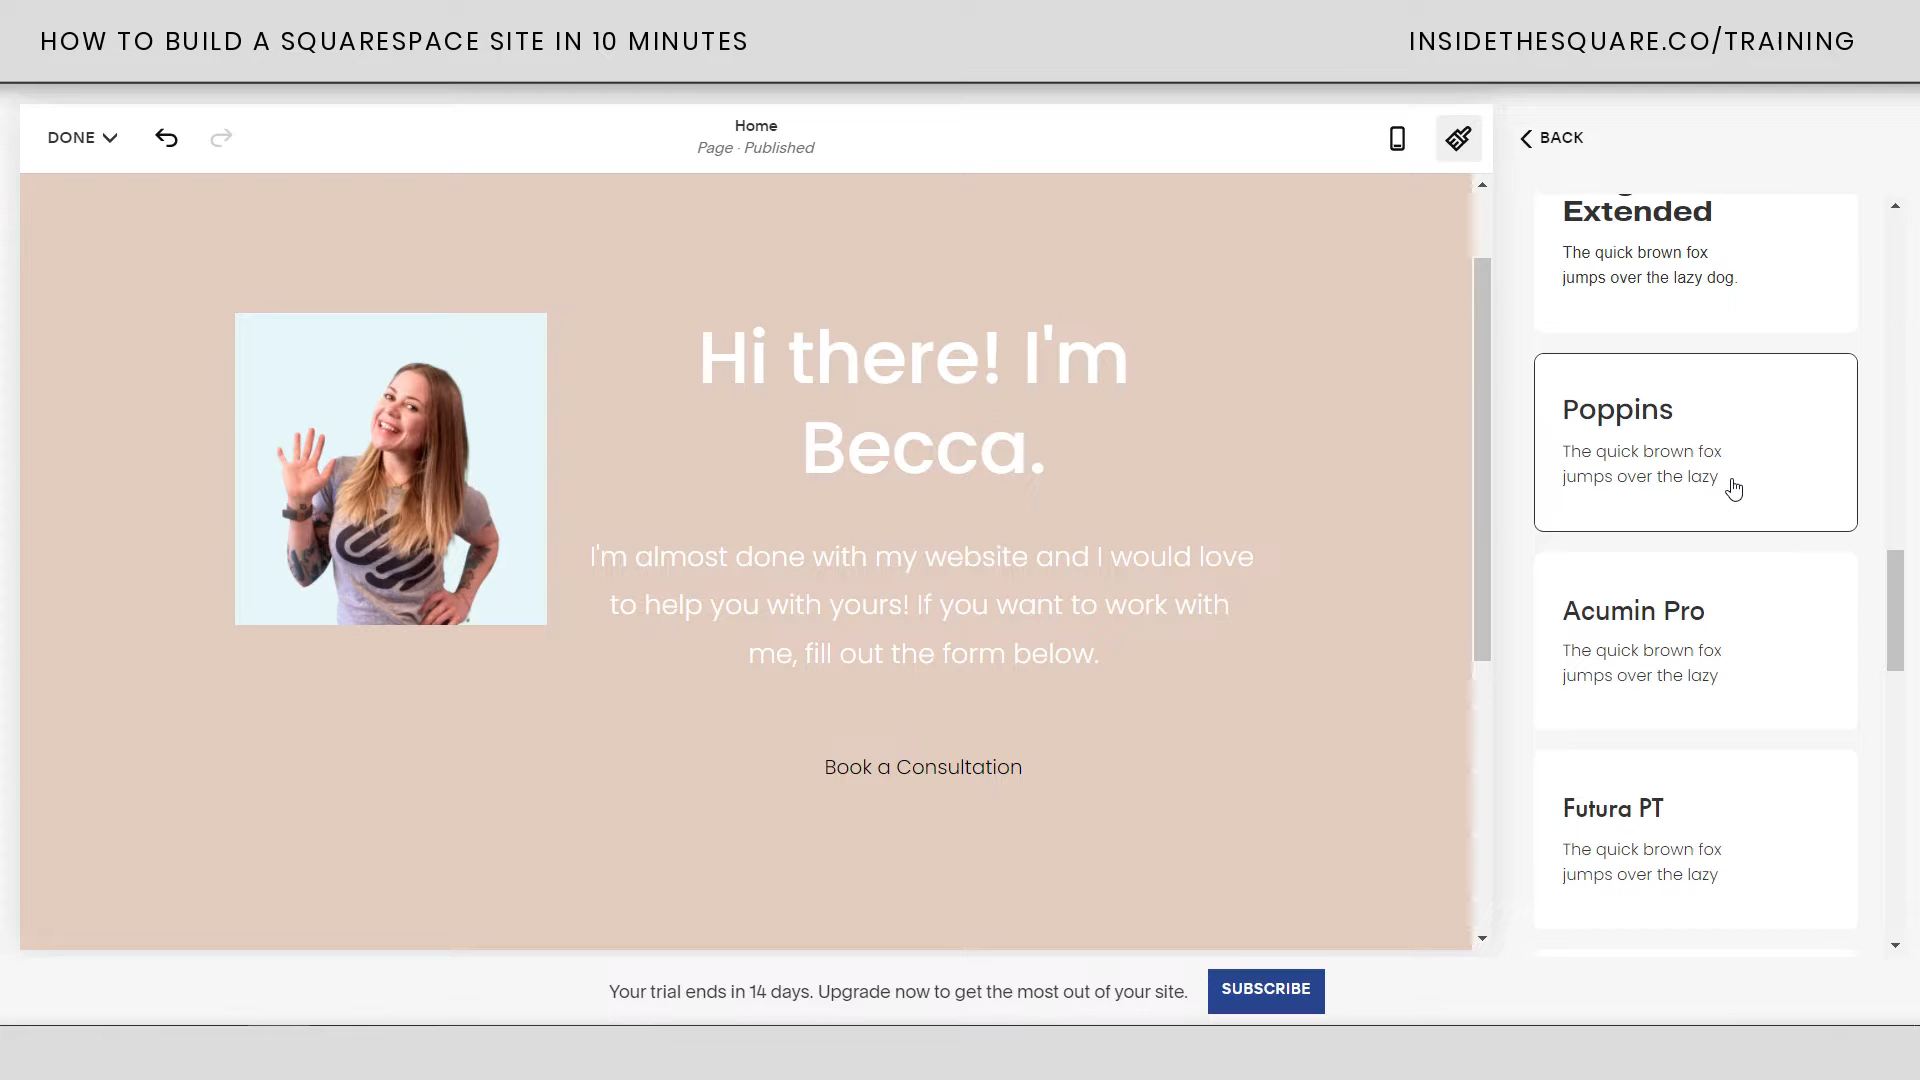 HOW TO BUILD A SQUARESPACE SITE IN 10 MINUTES
INSIDETHESQUARE.CO/TRAINING
DONE
Home
Page · Published
BACK
Extended
The quick brown fox
jumps over the lazy dog.
Hi there! I'm
Becca.
I'm almost done with my website and I would love
to help you with yours! If you want to work with
me, fill out the form below.
Book a Consultation
Poppins
The quick brown fox
jumps over the lazy
Acumin Pro
The quick brown fox
jumps over the lazy
Futura PT
The quick brown fox
jumps over the lazy
Your trial ends in 14 days. Upgrade now to get the most out of your site.
SUBSCRIBE